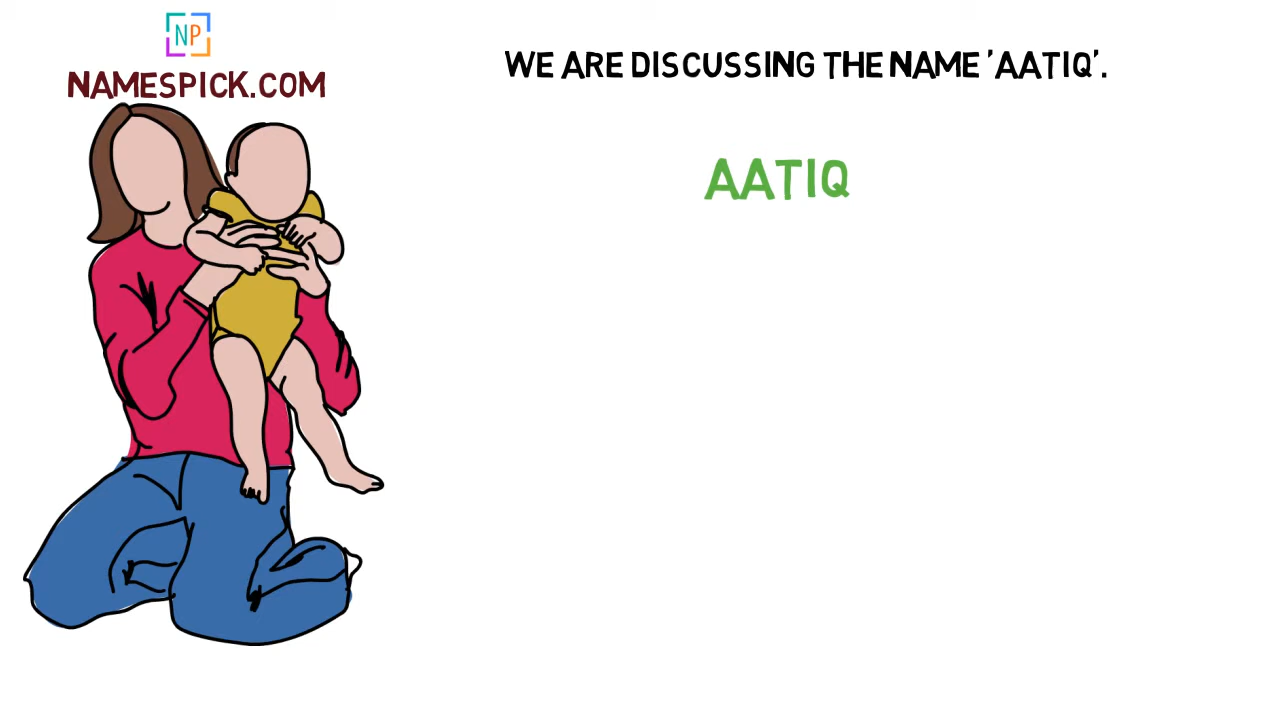 NP
NAMESPICK.COM
WE ARE DISCUSSING THE NAME 'AATIQ'.
AATIQ